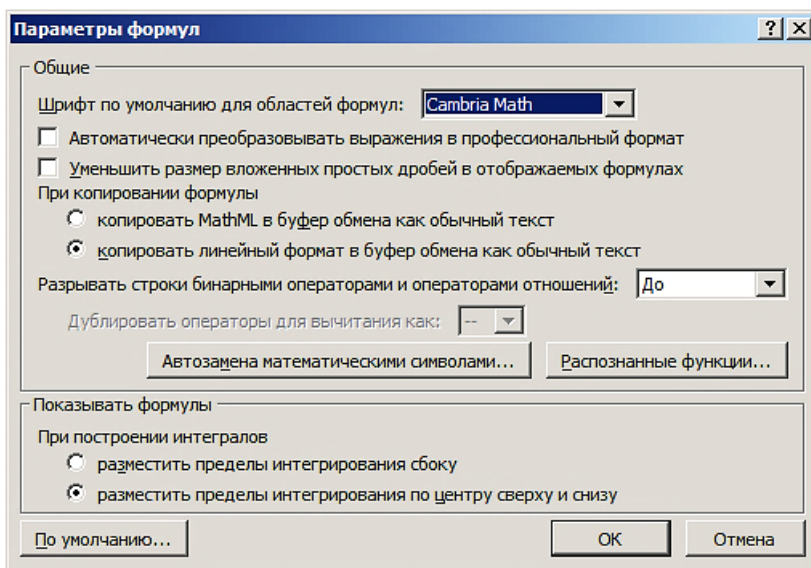 Параметры формул
Общие
Шрифт по умолчанию для областей формул: Cambria Math
Автоматически преобразовывать выражения в профессиональный формат
Уменьшить размер вложенных простых дробей в отображаемых формулах
При копировании формулы
копировать MathML в буфер обмена как обычный текст
копировать линейный формат в буфер обмена как обычный текст
Разрывать строки бинарными операторами и операторами отношений: До
Дублировать операторы для вычитания как: --
Автозамена математическими символами... Распознанные функции...
Показывать формулы
При построении интегралов
разместить пределы интегрирования сбоку
разместить пределы интегрирования по центру сверху и снизу
По умолчанию... ОК Отмена